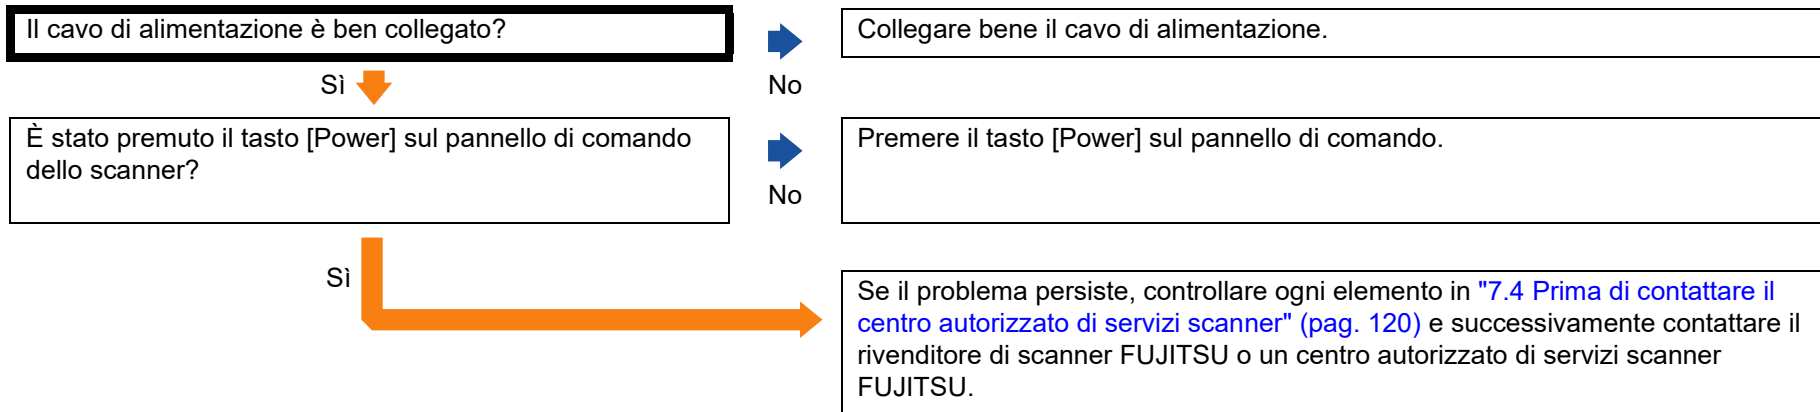 Il cavo di alimentazione è ben collegato?
Collegare bene il cavo di alimentazione.
Sì
No
È stato premuto il tasto [Power] sul pannello di comando
dello scanner?
Premere il tasto [Power] sul pannello di comando.
No
Sì
Se il problema persiste, controllare ogni elemento in "7.4 Prima di contattare il
centro autorizzato di servizi scanner" (pag. 120) e successivamente contattare il
rivenditore di scanner FUJITSU o un centro autorizzato di servizi scanner
FUJITSU.